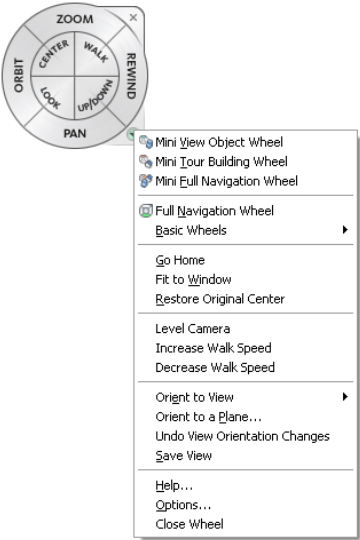 ZOOM
ORBIT
CENTER
WALK
REWIND
LOOK
UP/DOWN
PAN
Mini View Object Wheel
Mini Tour Building Wheel
Mini Full Navigation Wheel
Full Navigation Wheel
Basic Wheels
Go Home
Fit to Window
Restore Original Center
Level Camera
Increase Walk Speed
Decrease Walk Speed
Orient to View
Orient to a Plane...
Undo View Orientation Changes
Save View
Help...
Options...
Close Wheel